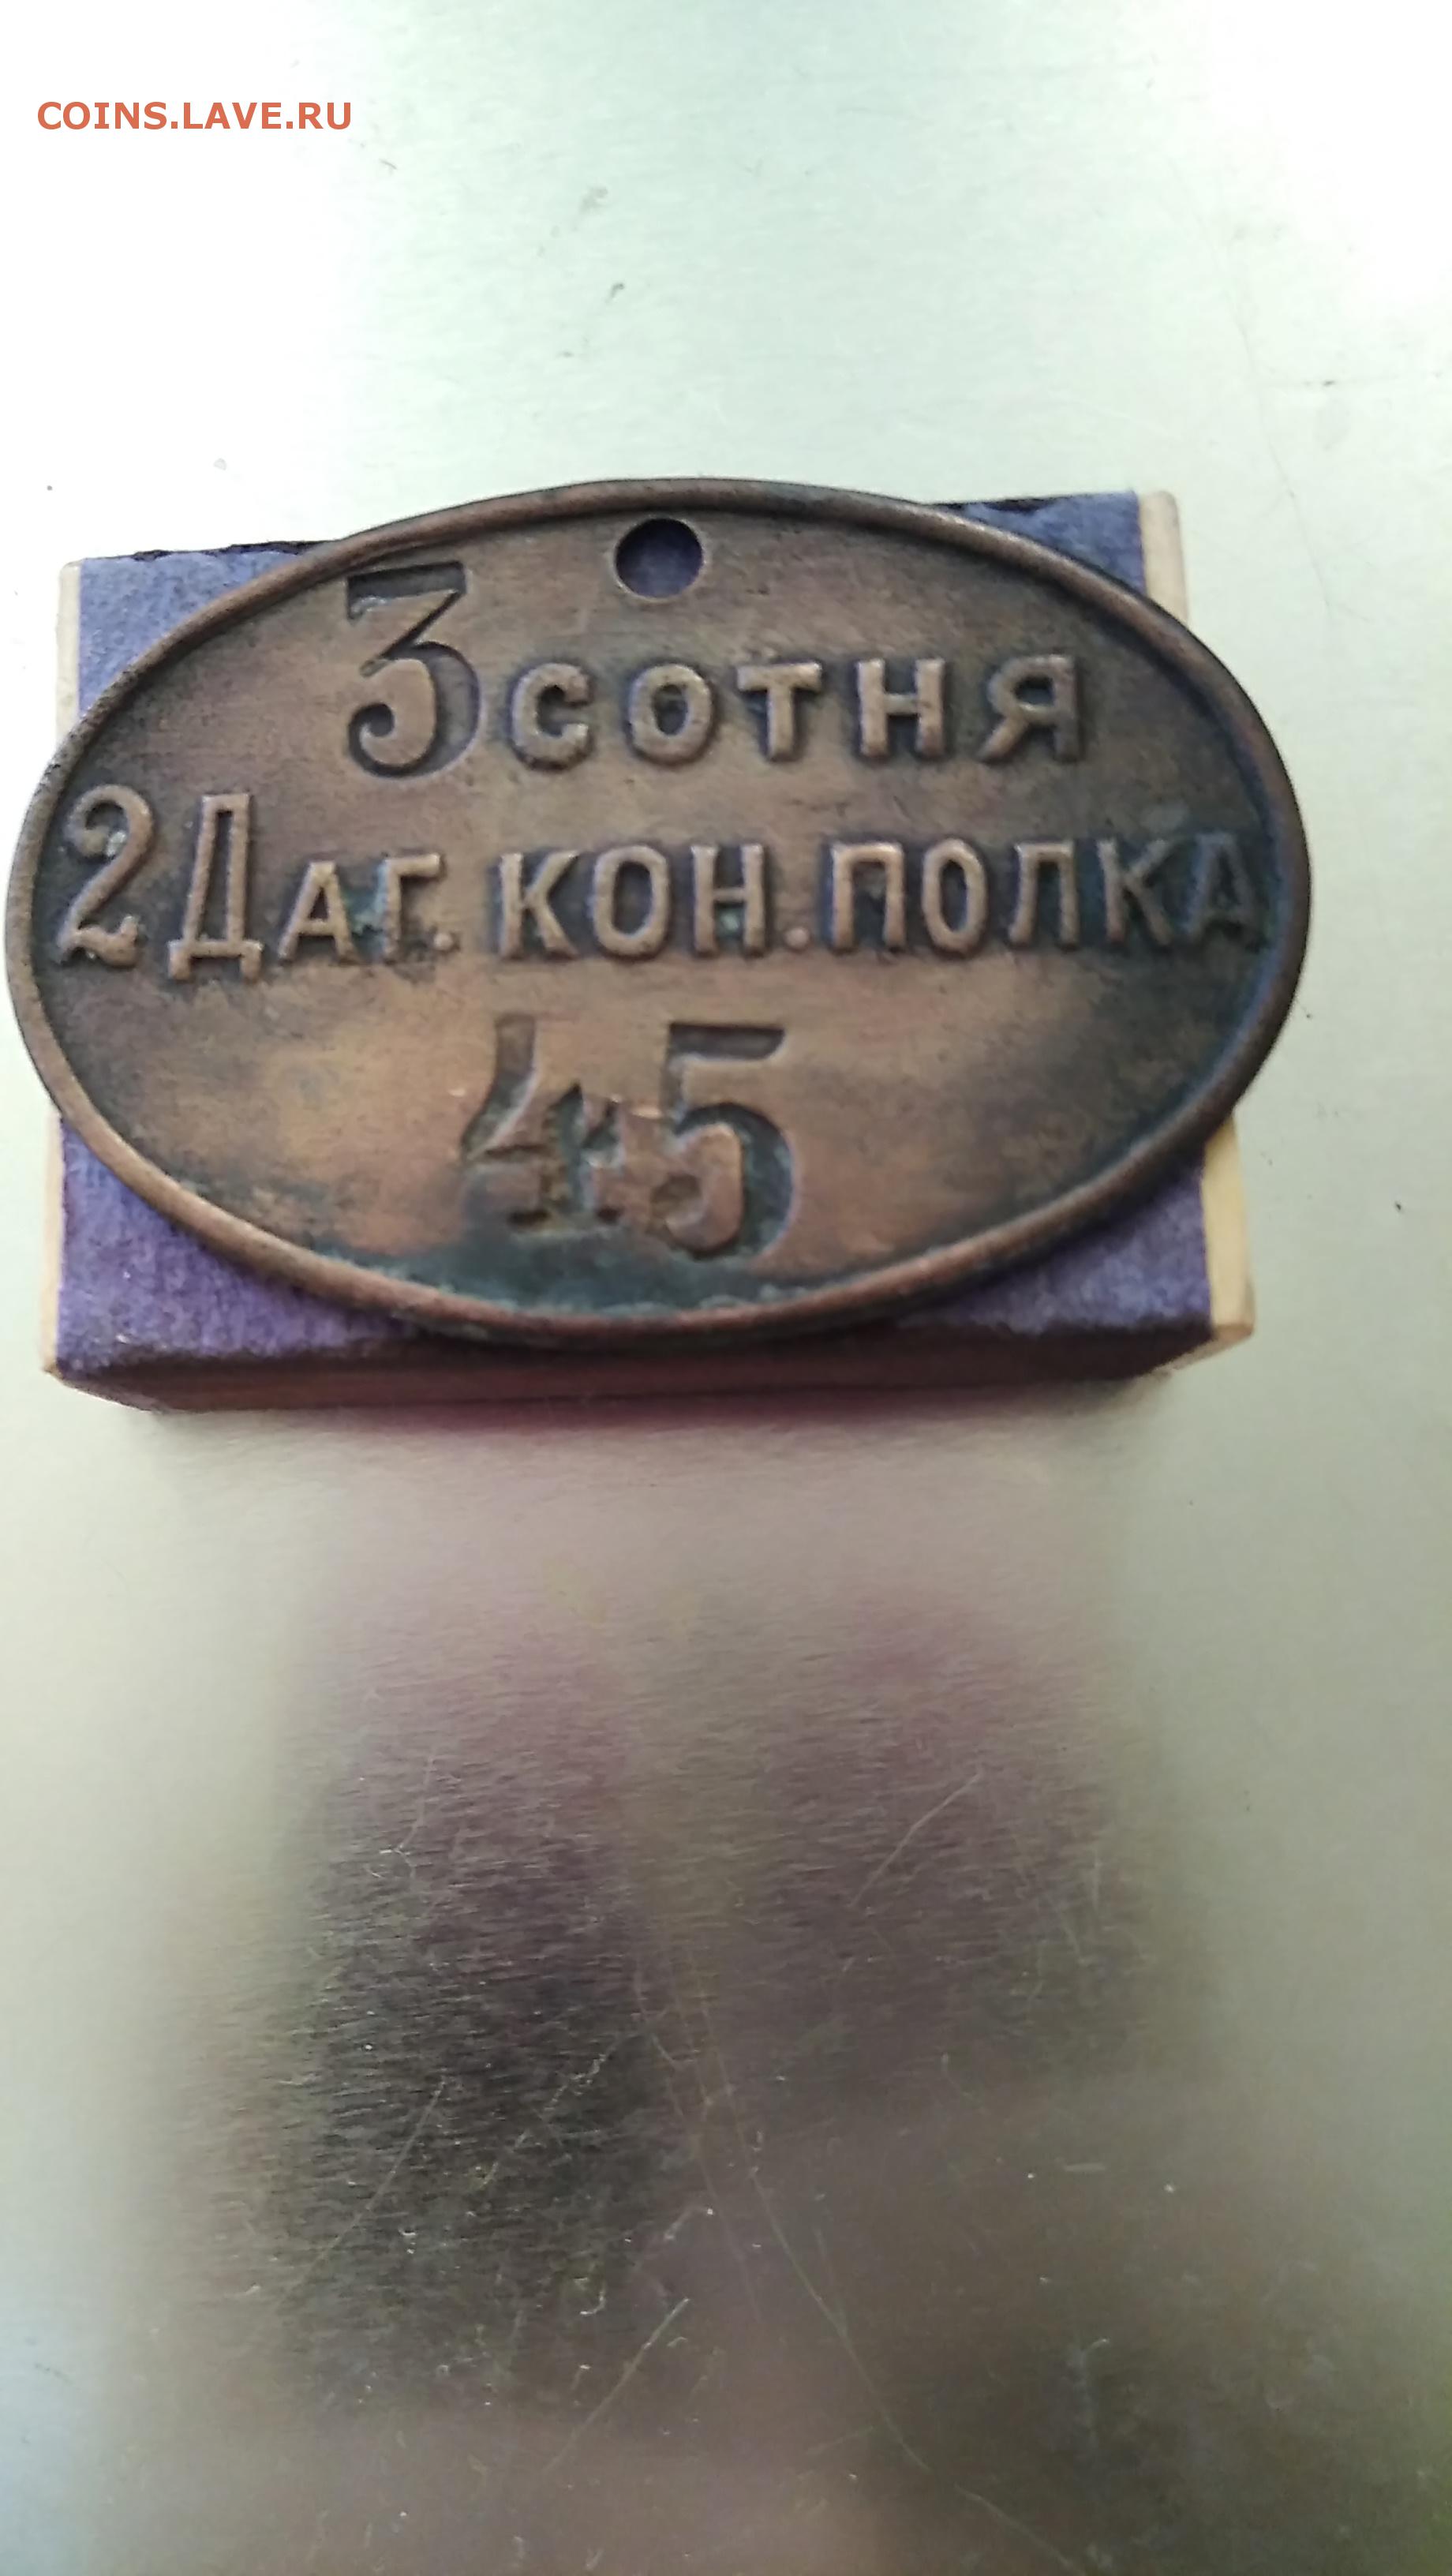 COINS.LAVE.RU
3 СОТНЯ
2 ДАГ. КОН. ПОЛКА
45